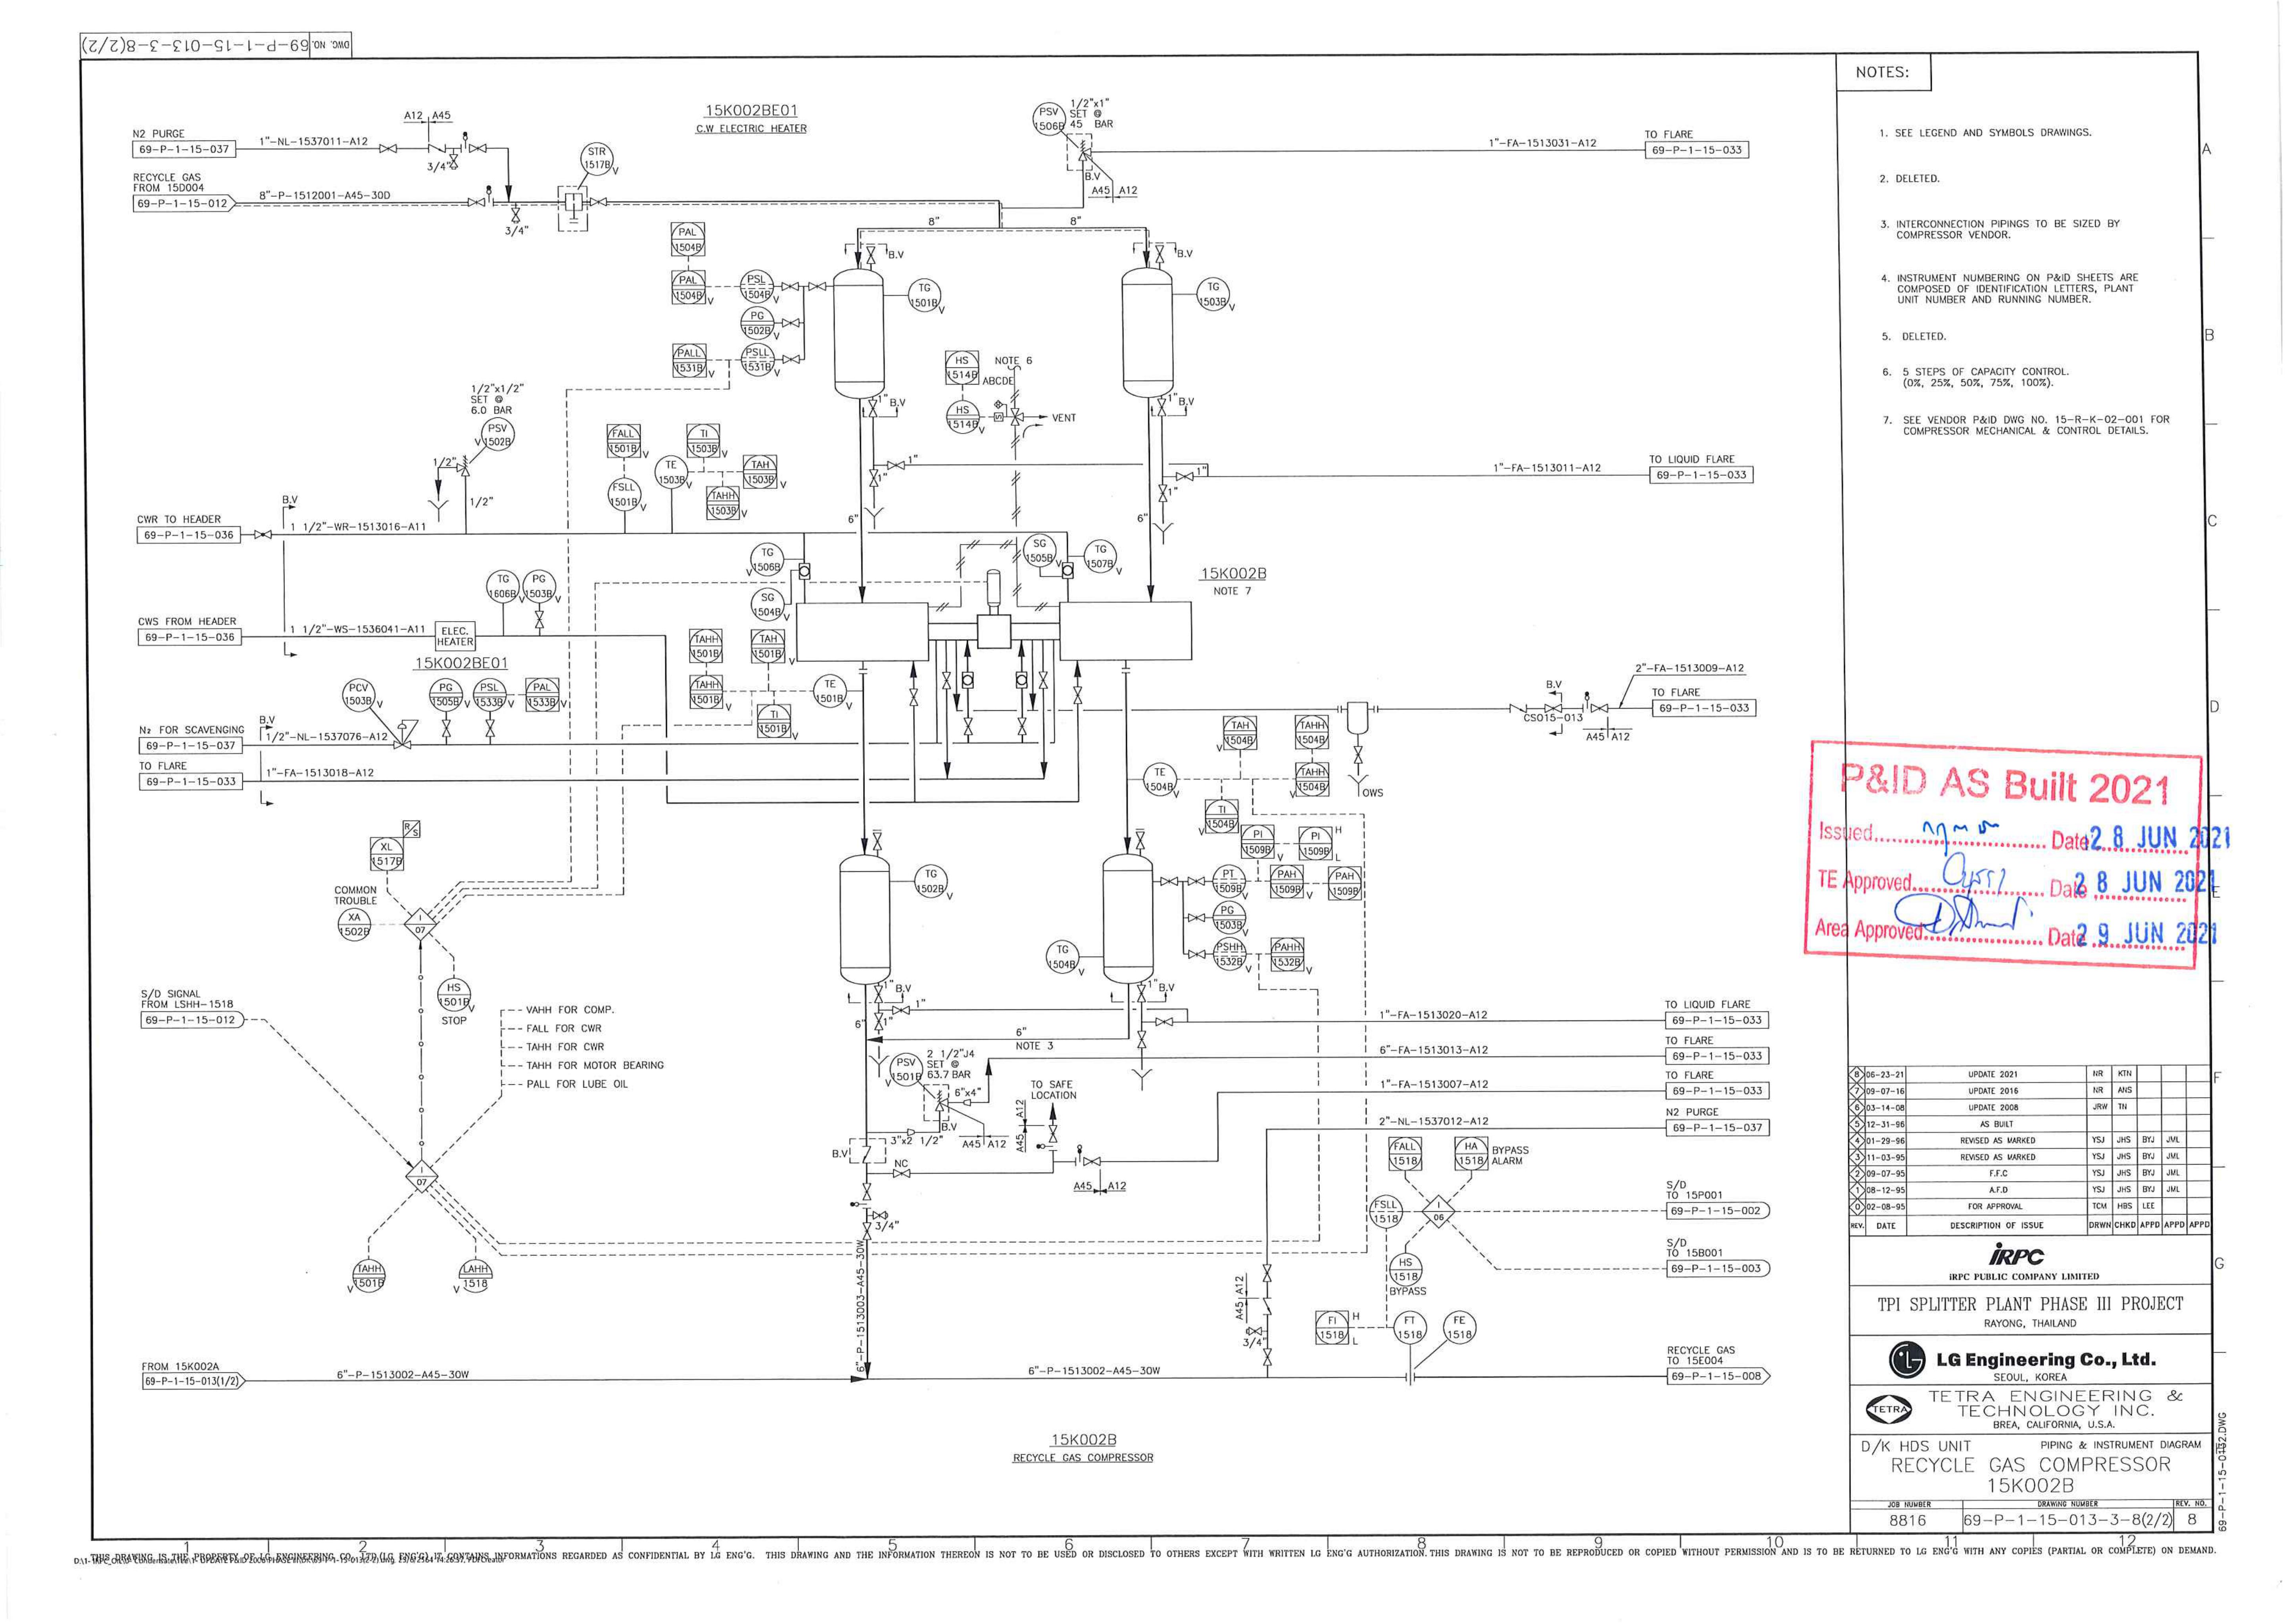 DWG. NO. 69-P-1-15-013-3-8(2/2)
NOTES:
1. SEE LEGEND AND SYMBOLS DRAWINGS.
2. DELETED.
3. INTERCONNECTION PIPINGS TO BE SIZED BY
COMPRESSOR VENDOR.
4. INSTRUMENT NUMBERING ON P&ID SHEETS ARE
COMPOSED OF IDENTIFICATION LETTERS, PLANT
UNIT NUMBER AND RUNNING NUMBER.
5. DELETED.
6. 5 STEPS OF CAPACITY CONTROL.
(0%, 25%, 50%, 75%, 100%).
7. SEE VENDOR P&ID DWG NO. 15-R-K-02-001 FOR
COMPRESSOR MECHANICAL & CONTROL DETAILS.
15K002BE01
C.W ELECTRIC HEATER
N2 PURGE
69-P-1-15-037
1"-NL-1537011-A12
A12 A45
3/4"
RECYCLE GAS
FROM 15D004
69-P-1-15-012
8"-P-1512001-A45-30D
3/4"
STR
1517B
V
PSV
1506B
1/2"x1"
SET @
45 BAR
B.V
A45 A12
1"-FA-1513031-A12
TO FLARE
69-P-1-15-033
8"
8"
B.V
B.V
PAL
1504B
PAL
1504B
V
PSL
1504B
V
PG
1502B
V
PALL
1531B
V
PSLL
1531B
V
TG
1501B
V
TG
1503B
V
HS
1514B
NOTE 6
ABCDE
HS
1514B
V
S
VENT
1"
B.V
1"
B.V
1/2"x1/2"
SET @
6.0 BAR
PSV
V 1502B
1/2"
1/2"
FALL
1501B
V
FSLL
1501B
V
TI
1503B
V
TE
1503B
V
TAH
1503B
V
TAHH
1503B
V
1"
1"
1"
1"
1"-FA-1513011-A12
TO LIQUID FLARE
69-P-1-15-033
6"
6"
B.V
CWR TO HEADER
69-P-1-15-036
1 1/2"-WR-1513016-A11
TG
1506B
V
SG
1504B
V
SG
1505B
V
TG
1507B
V
15K002B
NOTE 7
TG
1606B
V
PG
1503B
V
CWS FROM HEADER
69-P-1-15-036
1 1/2"-WS-1536041-A11
ELEC.
HEATER
15K002BE01
TAHH
1501B
TAH
1501B
V
TAHH
1501B
V
TI
1501B
V
TE
1501B
V
PCV
1503B
V
PG
1505B
V
PSL
1533B
V
PAL
1533B
V
B.V
N2 FOR SCAVENGING
69-P-1-15-037
1/2"-NL-1537076-A12
TO FLARE
69-P-1-15-033
1"-FA-1513018-A12
2"-FA-1513009-A12
TO FLARE
69-P-1-15-033
B.V
CSO15-013
A45 A12
OWS
TAH
1504B
V
TAHH
1504B
TE
1504B
V
TAHH
1504B
V
TI
1504B
V
PI
1509B
V
PI
1509B
H
L
PT
1509B
V
PAH
1509B
V
PAH
1509B
PG
1503B
V
PSHH
1532B
V
PAHH
1532B
V
TG
1502B
V
TG
1504B
V
R/S
XL
1517B
COMMON
TROUBLE
XA
1502B
I
07
HS
1501B
V
STOP
S/D SIGNAL
FROM LSHH-1518
69-P-1-15-012
VAHH FOR COMP.
FALL FOR CWR
TAHH FOR CWR
TAHH FOR MOTOR BEARING
PALL FOR LUBE OIL
I
07
TAHH
1501B
V
LAHH
1518
V
1"
B.V
1"
1"
6"
1"
B.V
6"
NOTE 3
1"-FA-1513020-A12
TO LIQUID FLARE
69-P-1-15-033
6"-FA-1513013-A12
TO FLARE
69-P-1-15-033
1"-FA-1513007-A12
TO FLARE
69-P-1-15-033
2"-NL-1537012-A12
N2 PURGE
69-P-1-15-037
PSV
1501B
V
2 1/2"J4
SET @
63.7 BAR
6"x4"
B.V
A45 A12
3"x2 1/2"
B.V
NC
TO SAFE
LOCATION
A45 A12
A45 A12
3/4"
6"-P-1513003-A45-30W
FALL
1518
HA
1518
BYPASS
ALARM
FSLL
1518
I
06
HS
1518
BYPASS
S/D
TO 15P001
69-P-1-15-002
S/D
TO 15B001
69-P-1-15-003
A45 A12
3/4"
FI
1518
H
L
FT
1518
FE
1518
FROM 15K002A
69-P-1-15-013(1/2)
6"-P-1513002-A45-30W
6"-P-1513002-A45-30W
RECYCLE GAS
TO 15E004
69-P-1-15-008
15K002B
RECYCLE GAS COMPRESSOR
P&ID AS Built 2021
Issued Date 28 JUN 2021
TE Approved Date 28 JUN 2021
Area Approved Date 29 JUN 2021
8 06-23-21 UPDATE 2021 NR KTN
7 09-07-16 UPDATE 2016 NR ANS
6 03-14-08 UPDATE 2008 JRW TN
5 12-31-96 AS BUILT
4 01-29-96 REVISED AS MARKED YSJ JHS BYJ JML
3 11-03-95 REVISED AS MARKED YSJ JHS BYJ JML
2 09-07-95 F.F.C YSJ JHS BYJ JML
1 08-12-95 A.F.D YSJ JHS BYJ JML
0 02-08-95 FOR APPROVAL TCM HBS LEE
REV. DATE DESCRIPTION OF ISSUE DRWN CHKD APPD APPD APPD
iRPC
iRPC PUBLIC COMPANY LIMITED
TPI SPLITTER PLANT PHASE III PROJECT
RAYONG, THAILAND
LG Engineering Co., Ltd.
SEOUL, KOREA
TETRA
TETRA ENGINEERING &
TECHNOLOGY INC.
BREA, CALIFORNIA, U.S.A.
D/K HDS UNIT PIPING & INSTRUMENT DIAGRAM
RECYCLE GAS COMPRESSOR
15K002B
JOB NUMBER DRAWING NUMBER REV. NO.
8816 69-P-1-15-013-3-8(2/2) 8
A
B
C
D
E
F
G
1 2 3 4 5 6 7 8 9 10 11 12
THIS DRAWING IS THE PROPERTY OF LG ENGINEERING CO., LTD.(LG ENG'G). IT CONTAINS INFORMATIONS REGARDED AS CONFIDENTIAL BY LG ENG'G. THIS DRAWING AND THE INFORMATION THEREON IS NOT TO BE USED OR DISCLOSED TO OTHERS EXCEPT WITH WRITTEN LG ENG'G AUTHORIZATION. THIS DRAWING IS NOT TO BE REPRODUCED OR COPIED WITHOUT PERMISSION AND IS TO BE RETURNED TO LG ENG'G WITH ANY COPIES (PARTIAL OR COMPLETE) ON DEMAND.